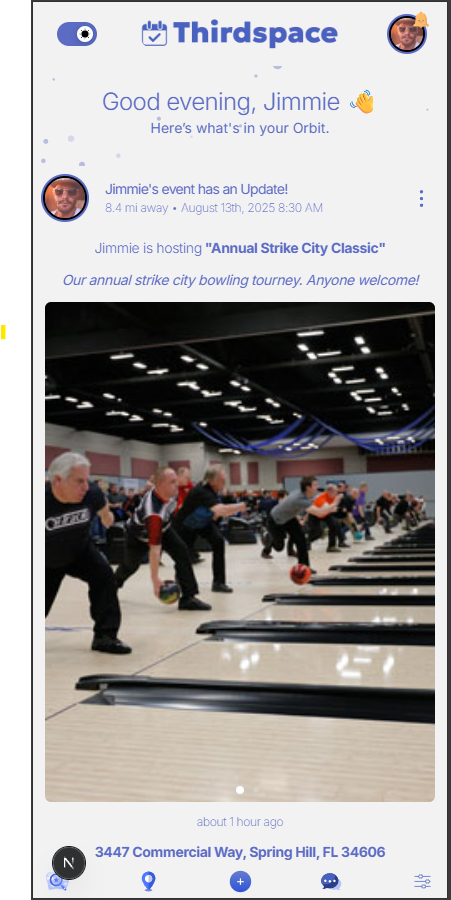 Thirdspace
Good evening, Jimmie 👋
Here's what's in your Orbit.
Jimmie's event has an Update!
8.4 mi away • August 13th, 2025 8:30 AM
Jimmie is hosting "Annual Strike City Classic"
Our annual strike city bowling tourney. Anyone welcome!
about 1 hour ago
N
3447 Commercial Way, Spring Hill, FL 34606